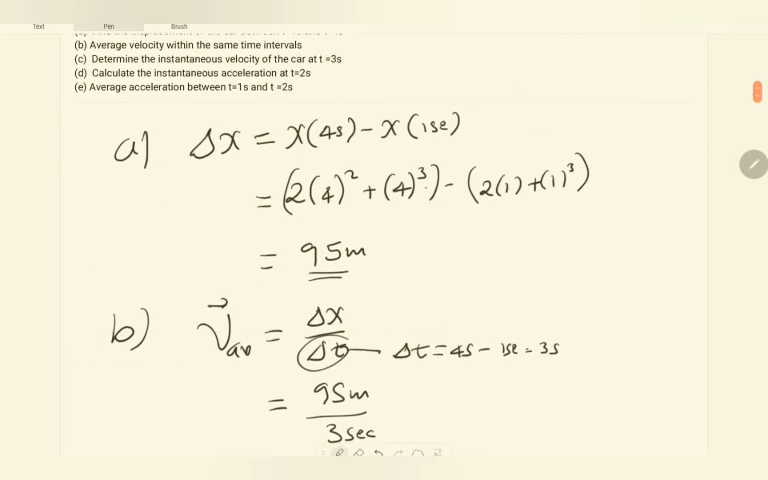 Text Pen Brush
(b) Average velocity within the same time intervals
(c) Determine the instantaneous velocity of the car at t =3s
(d) Calculate the instantaneous acceleration at t=2s
(e) Average acceleration between t=1s and t =2s
a) Δx = x(4s) - x(1se)
= (2(4)² + (4)³) - (2(1) + (1)³)
= 95m
b) V⃗av = Δx / Δt Δt = 4s - 1se = 3s
= 95m / 3sec